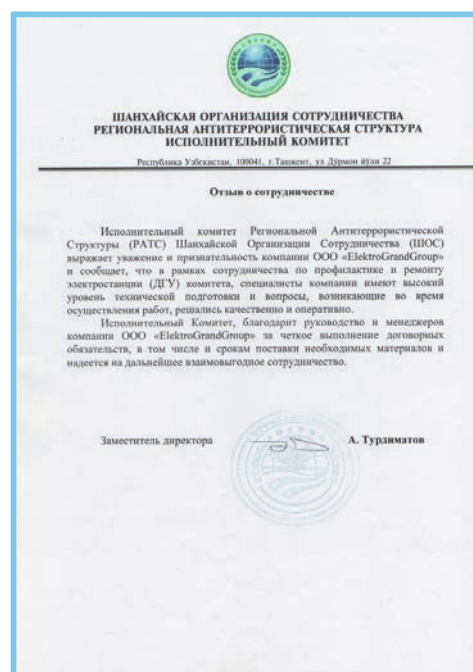 ШАНХАЙСКАЯ ОРГАНИЗАЦИЯ СОТРУДНИЧЕСТВА
РЕГИОНАЛЬНАЯ АНТИТЕРРОРИСТИЧЕСКАЯ СТРУКТУРА
ИСПОЛНИТЕЛЬНЫЙ КОМИТЕТ
Республика Узбекистан, 100041, г.Ташкент, ул Дўрмон йўли 22
Отзыв о сотрудничестве
Исполнительный комитет Региональной Антитеррористической
Структуры (РАТС) Шанхайской Организации Сотрудничества (ШОС)
выражает уважение и признательность компании ООО «ElektroGrandGroup»
и сообщает, что в рамках сотрудничества по профилактике и ремонту
электростанции (ДГУ) комитета, специалисты компании имеют высокий
уровень технической подготовки и вопросы, возникающие во время
осуществления работ, решались качественно и оперативно.
Исполнительный Комитет, благодарит руководство и менеджеров
компании ООО «ElektroGrandGroup» за четкое выполнение договорных
обязательств, в том числе и срокам поставки необходимых материалов и
надеется на дальнейшее взаимовыгодное сотрудничество.
Заместитель директора А. Турдиматов